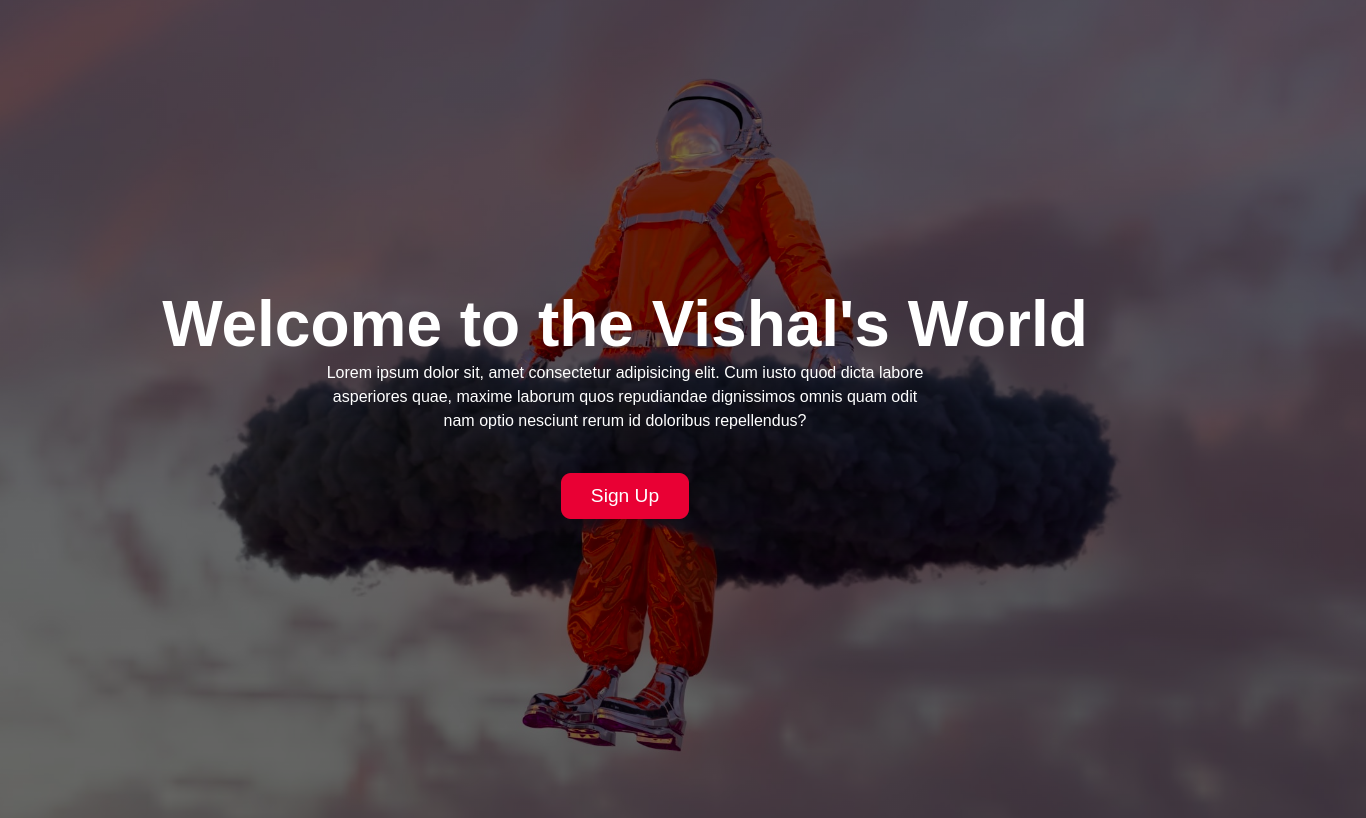 Welcome to the Vishal's World
Lorem ipsum dolor sit, amet consectetur adipisicing elit. Cum iusto quod dicta labore
asperiores quae, maxime laborum quos repudiandae dignissimos omnis quam odit
nam optio nesciunt rerum id doloribus repellendus?
Sign Up